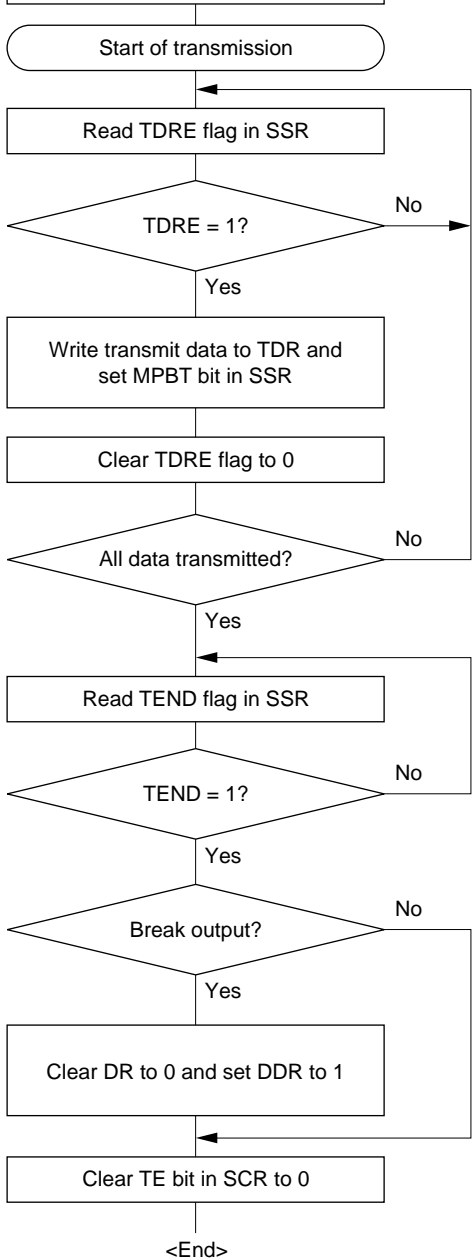 Start of transmission
Read TDRE flag in SSR
TDRE = 1?
No
Yes
Write transmit data to TDR and
set MPBT bit in SSR
Clear TDRE flag to 0
All data transmitted?
No
Yes
Read TEND flag in SSR
TEND = 1?
No
Yes
Break output?
No
Yes
Clear DR to 0 and set DDR to 1
Clear TE bit in SCR to 0
<End>